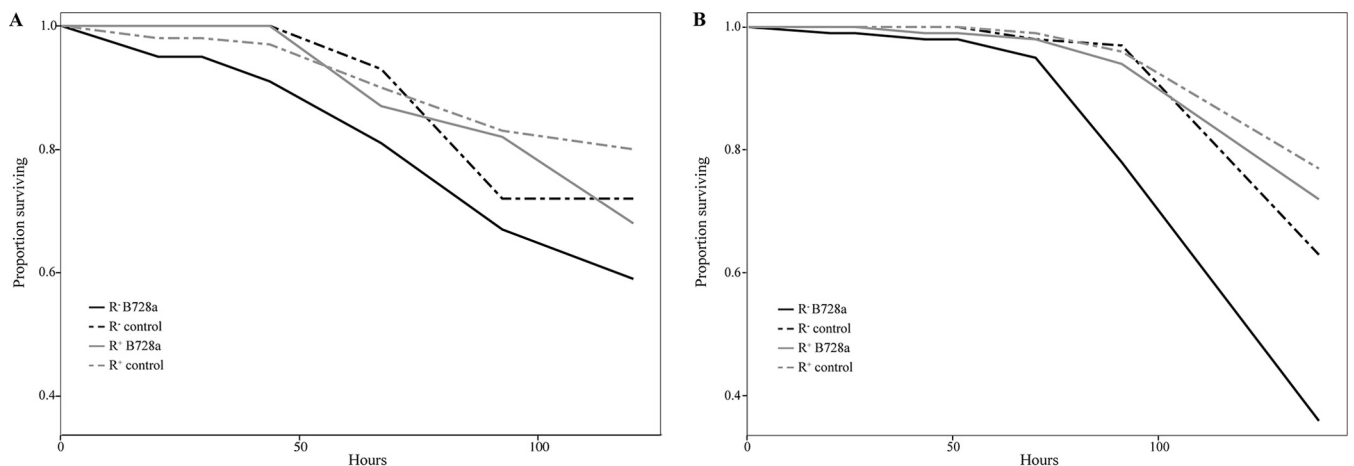 A
1.0
0.8
0.6
0.4
Proportion surviving
R⁻ B728a
R⁻ control
R⁺ B728a
R⁺ control
0
50
100
Hours
B
1.0
0.8
0.6
0.4
Proportion surviving
R⁻ B728a
R⁻ control
R⁺ B728a
R⁺ control
0
50
100
Hours